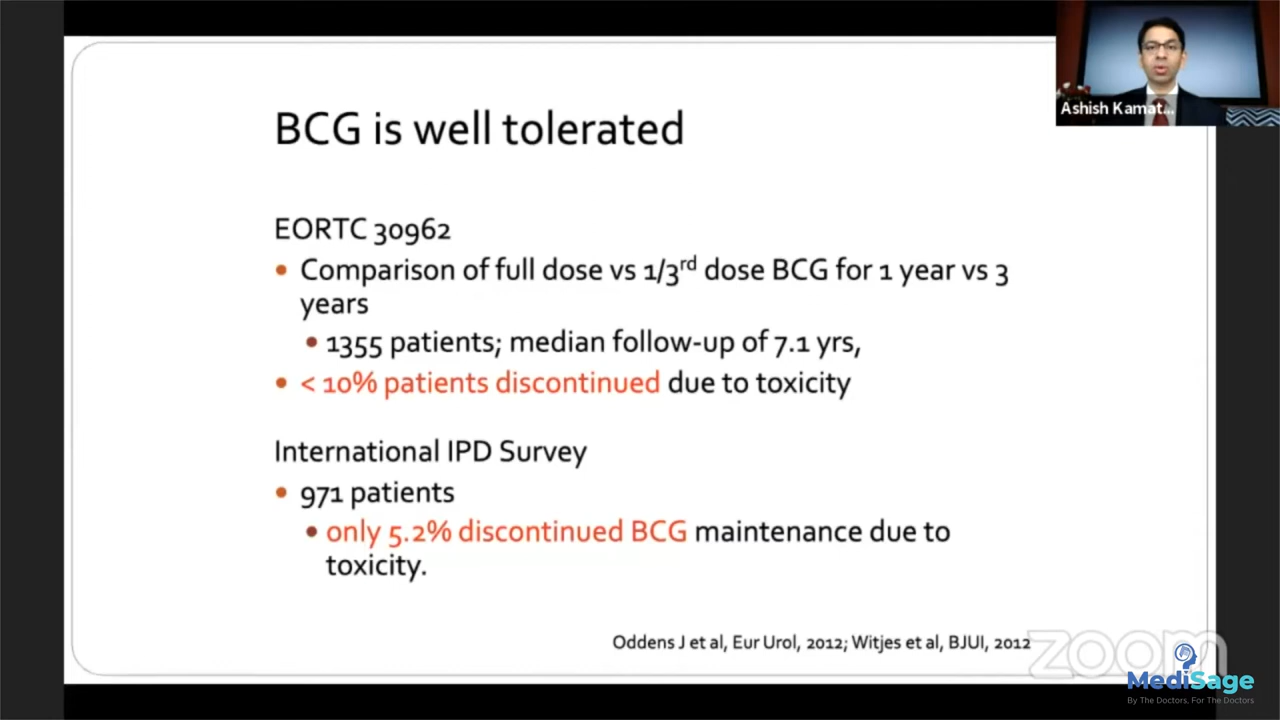 BCG is well tolerated
Ashish Kamat...
EORTC 30962
• Comparison of full dose vs 1/3rd dose BCG for 1 year vs 3
years
• 1355 patients; median follow-up of 7.1 yrs,
• < 10% patients discontinued due to toxicity
International IPD Survey
• 971 patients
• only 5.2% discontinued BCG maintenance due to
toxicity.
Oddens J et al, Eur Urol, 2012; Witjes et al, BJUI, 2012
zoom
MediSage
By The Doctors, For The Doctors